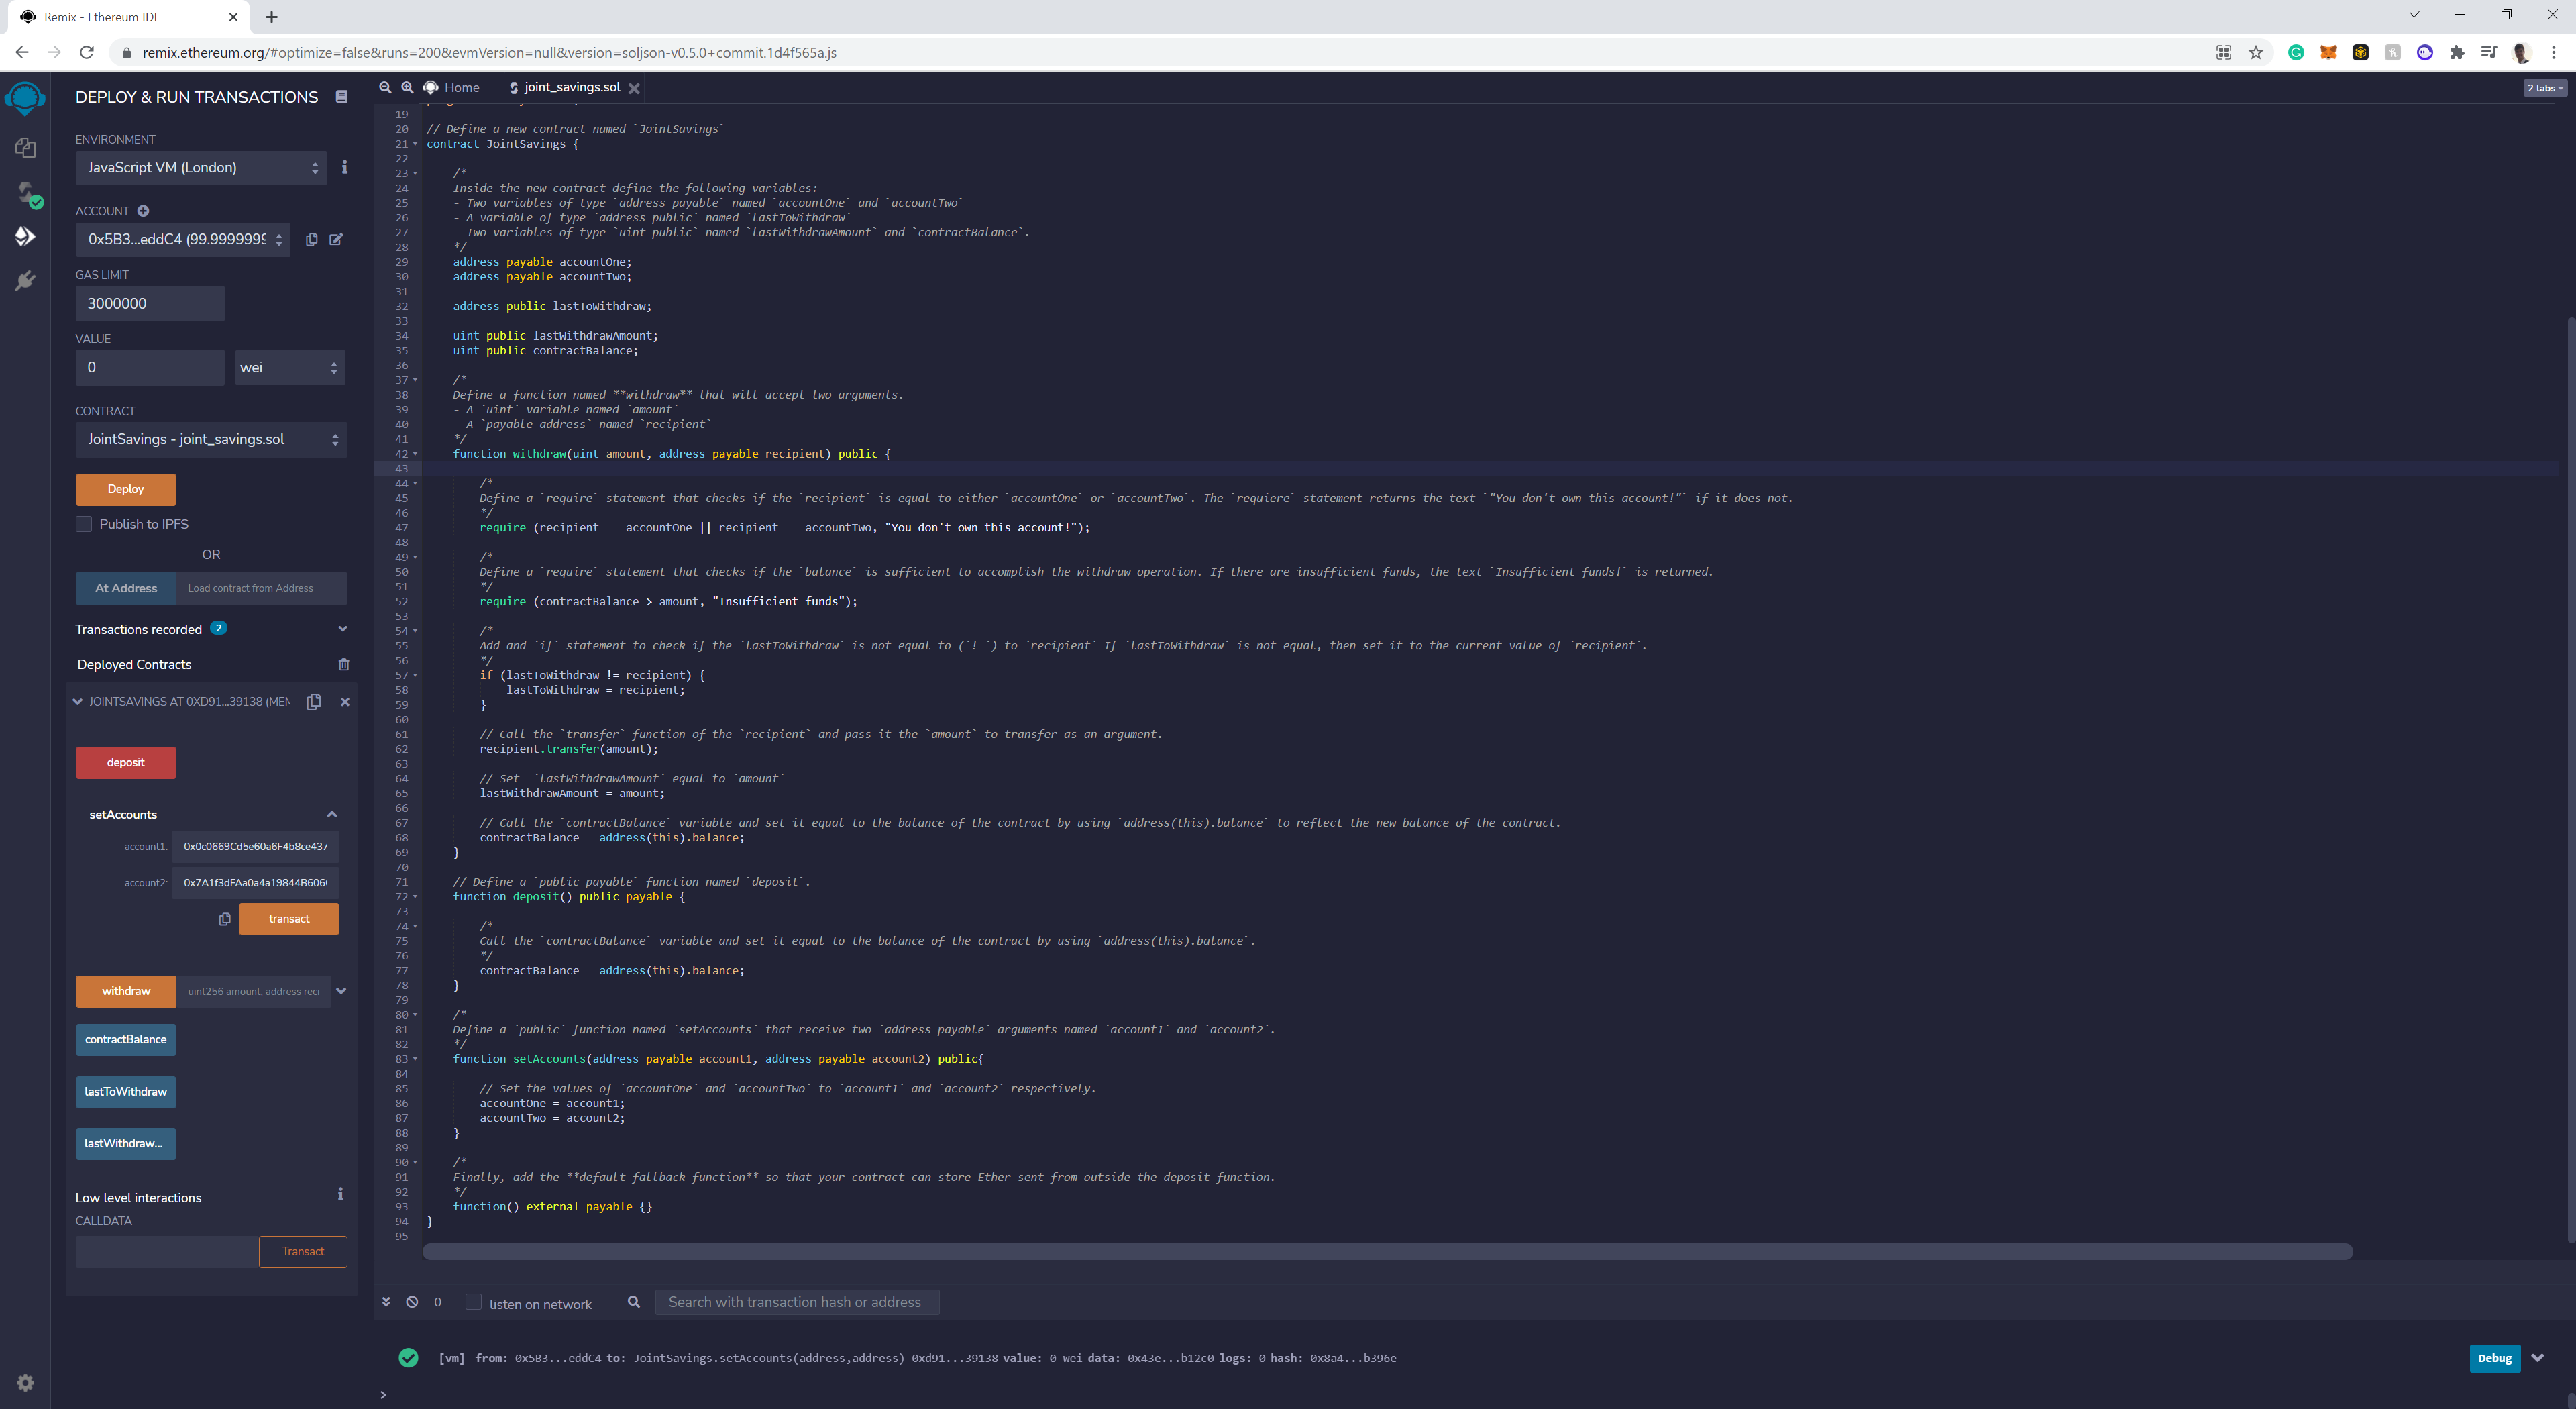 Remix - Ethereum IDE
remix.ethereum.org/#optimize=false&runs=200&evmVersion=null&version=soljson-v0.5.0+commit.1d4f565a.js
DEPLOY & RUN TRANSACTIONS
ENVIRONMENT
JavaScript VM (London)
ACCOUNT
0x5B3...eddC4 (99.9999999
GAS LIMIT
3000000
VALUE
0
wei
CONTRACT
JointSavings - joint_savings.sol
Deploy
Publish to IPFS
OR
At Address
Load contract from Address
Transactions recorded 2
Deployed Contracts
JOINTSAVINGS AT 0XD91...39138 (MEM
deposit
setAccounts
account1: 0x0c0669Cd5e60a6F4b8ce437
account2: 0x7A1f3dFAa0a4a19844B606
transact
withdraw
uint256 amount, address reci
contractBalance
lastToWithdraw
lastWithdraw...
Low level interactions
CALLDATA
Transact
Home
joint_savings.sol
2 tabs
19
20 // Define a new contract named `JointSavings`
21 contract JointSavings {
22
23 /*
24 Inside the new contract define the following variables:
25 - Two variables of type `address payable` named `accountOne` and `accountTwo`
26 - A variable of type `address public` named `lastToWithdraw`
27 - Two variables of type `uint public` named `lastWithdrawAmount` and `contractBalance`.
28 */
29 address payable accountOne;
30 address payable accountTwo;
31
32 address public lastToWithdraw;
33
34 uint public lastWithdrawAmount;
35 uint public contractBalance;
36
37 /*
38 Define a function named **withdraw** that will accept two arguments.
39 - A `uint` variable named `amount`
40 - A `payable address` named `recipient`
41 */
42 function withdraw(uint amount, address payable recipient) public {
43
44 /*
45 Define a `require` statement that checks if the `recipient` is equal to either `accountOne` or `accountTwo`. The `requiere` statement returns the text `"You don't own this account!"` if it does not.
46 */
47 require (recipient == accountOne || recipient == accountTwo, "You don't own this account!");
48
49 /*
50 Define a `require` statement that checks if the `balance` is sufficient to accomplish the withdraw operation. If there are insufficient funds, the text `Insufficient funds!` is returned.
51 */
52 require (contractBalance > amount, "Insufficient funds");
53
54 /*
55 Add and `if` statement to check if the `lastToWithdraw` is not equal to (`!=`) to `recipient` If `lastToWithdraw` is not equal, then set it to the current value of `recipient`.
56 */
57 if (lastToWithdraw != recipient) {
58 lastToWithdraw = recipient;
59 }
60
61 // Call the `transfer` function of the `recipient` and pass it the `amount` to transfer as an argument.
62 recipient.transfer(amount);
63
64 // Set `lastWithdrawAmount` equal to `amount`
65 lastWithdrawAmount = amount;
66
67 // Call the `contractBalance` variable and set it equal to the balance of the contract by using `address(this).balance` to reflect the new balance of the contract.
68 contractBalance = address(this).balance;
69 }
70
71 // Define a `public payable` function named `deposit`.
72 function deposit() public payable {
73
74 /*
75 Call the `contractBalance` variable and set it equal to the balance of the contract by using `address(this).balance`.
76 */
77 contractBalance = address(this).balance;
78 }
79
80 /*
81 Define a `public` function named `setAccounts` that receive two `address payable` arguments named `account1` and `account2`.
82 */
83 function setAccounts(address payable account1, address payable account2) public{
84
85 // Set the values of `accountOne` and `accountTwo` to `account1` and `account2` respectively.
86 accountOne = account1;
87 accountTwo = account2;
88 }
89
90 /*
91 Finally, add the **default fallback function** so that your contract can store Ether sent from outside the deposit function.
92 */
93 function() external payable {}
94 }
95
0
listen on network
Search with transaction hash or address
[vm] from: 0x5B3...eddC4 to: JointSavings.setAccounts(address,address) 0xd91...39138 value: 0 wei data: 0x43e...b12c0 logs: 0 hash: 0x8a4...b396e
Debug
>